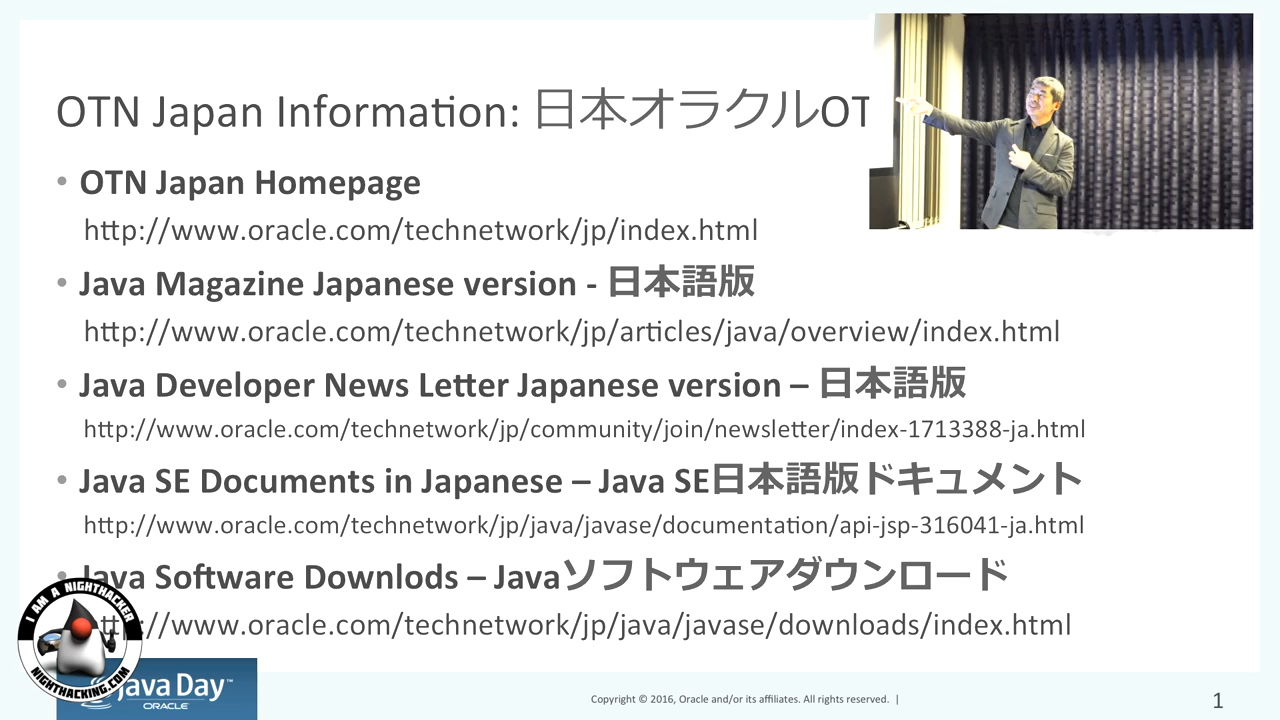 OTN Japan Information: 日本オラクルOT
• OTN Japan Homepage
http://www.oracle.com/technetwork/jp/index.html
• Java Magazine Japanese version - 日本語版
http://www.oracle.com/technetwork/jp/articles/java/overview/index.html
• Java Developer News Letter Japanese version – 日本語版
http://www.oracle.com/technetwork/jp/community/join/newsletter/index-1713388-ja.html
• Java SE Documents in Japanese – Java SE日本語版ドキュメント
http://www.oracle.com/technetwork/jp/java/javase/documentation/api-jsp-316041-ja.html
• Java Software Downlods – Javaソフトウェアダウンロード
http://www.oracle.com/technetwork/jp/java/javase/downloads/index.html
I AM A NIGHTHACKER
NIGHTHACKING.COM
Java Day™
ORACLE
Copyright © 2016, Oracle and/or its affiliates. All rights reserved. |
1